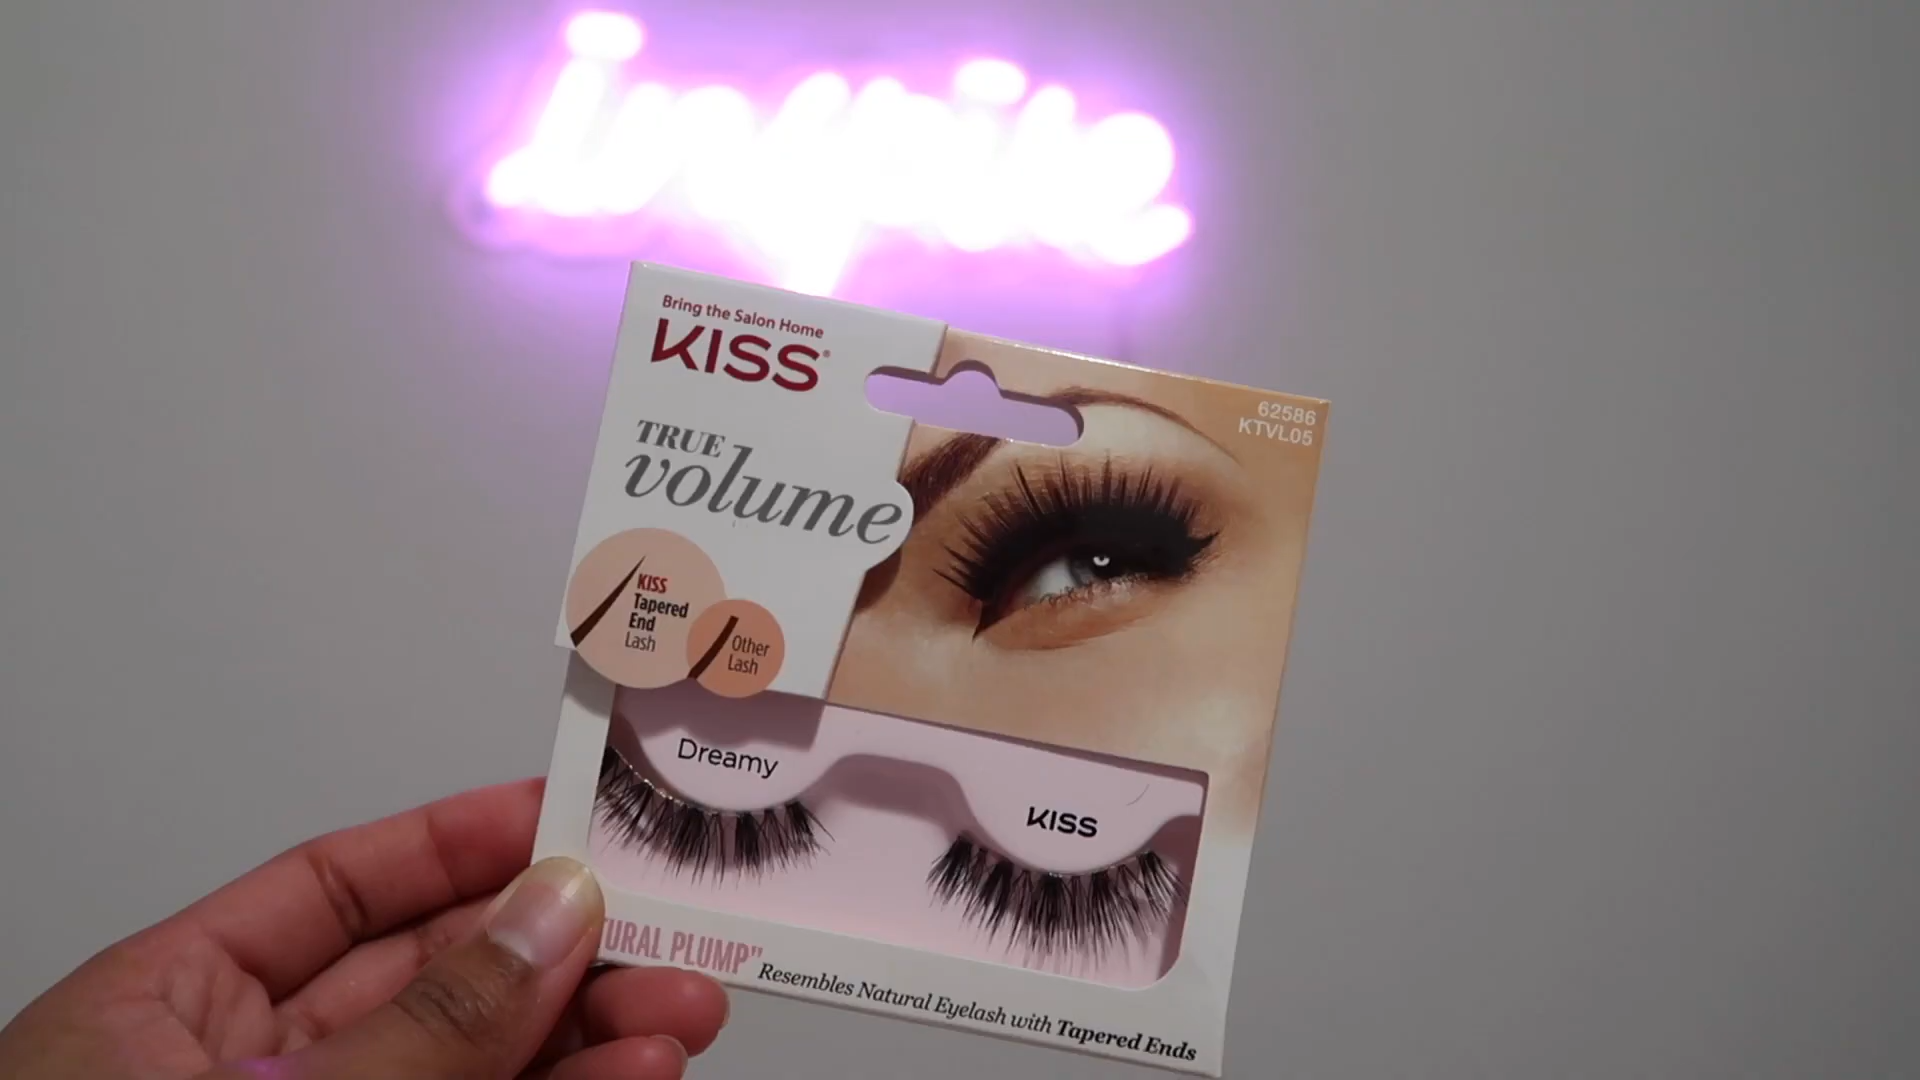 Bring the Salon Home
KISS®
62586
KTVL05
TRUE
volume
KISS
Tapered
End
Lash
Other
Lash
Dreamy
KISS
TURAL PLUMP"
Resembles Natural Eyelash with Tapered Ends